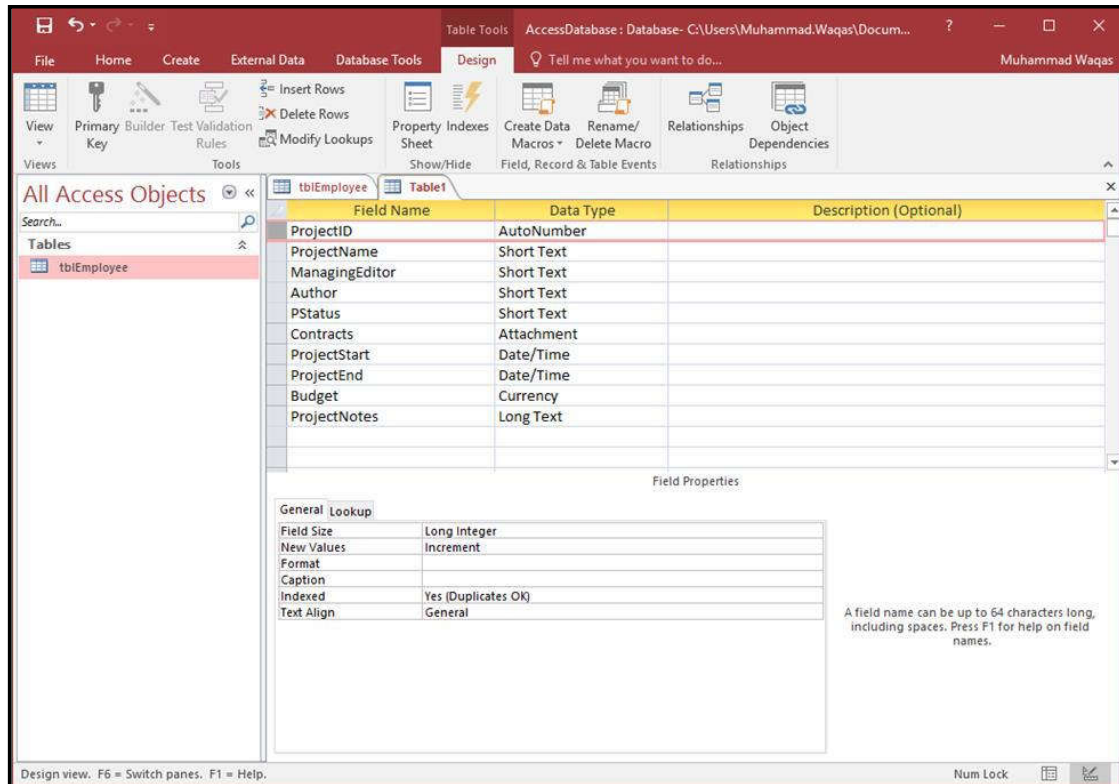 Table Tools AccessDatabase : Database- C:\Users\Muhammad.Waqas\Docum... ?
File Home Create External Data Database Tools Design Tell me what you want to do... Muhammad Waqas
View Primary Key Builder Test Validation Rules Insert Rows Delete Rows Modify Lookups Property Sheet Indexes Create Data Macros Rename/ Delete Macro Relationships Object Dependencies
Views Tools Show/Hide Field, Record & Table Events Relationships
All Access Objects «
Search...
Tables
tblEmployee
tblEmployee Table1
Field Name Data Type Description (Optional)
ProjectID AutoNumber
ProjectName Short Text
ManagingEditor Short Text
Author Short Text
PStatus Short Text
Contracts Attachment
ProjectStart Date/Time
ProjectEnd Date/Time
Budget Currency
ProjectNotes Long Text
Field Properties
General Lookup
Field Size Long Integer
New Values Increment
Format
Caption
Indexed Yes (Duplicates OK)
Text Align General
A field name can be up to 64 characters long,
including spaces. Press F1 for help on field
names.
Design view. F6 = Switch panes. F1 = Help. Num Lock